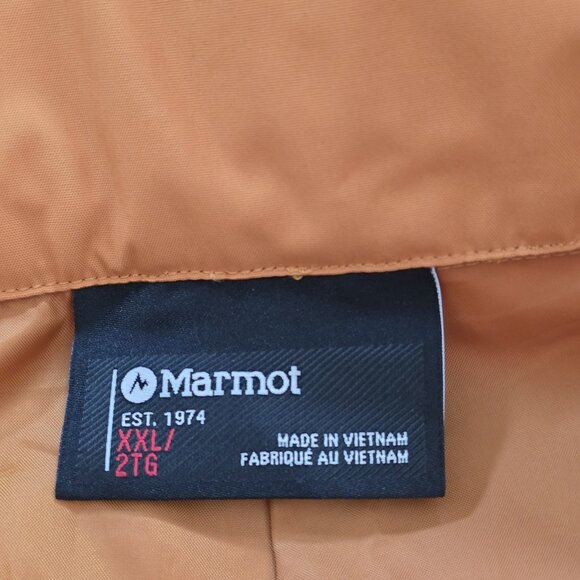 Marmot
EST. 1974
XXL/
2TG
MADE IN VIETNAM
FABRIQUÉ AU VIETNAM